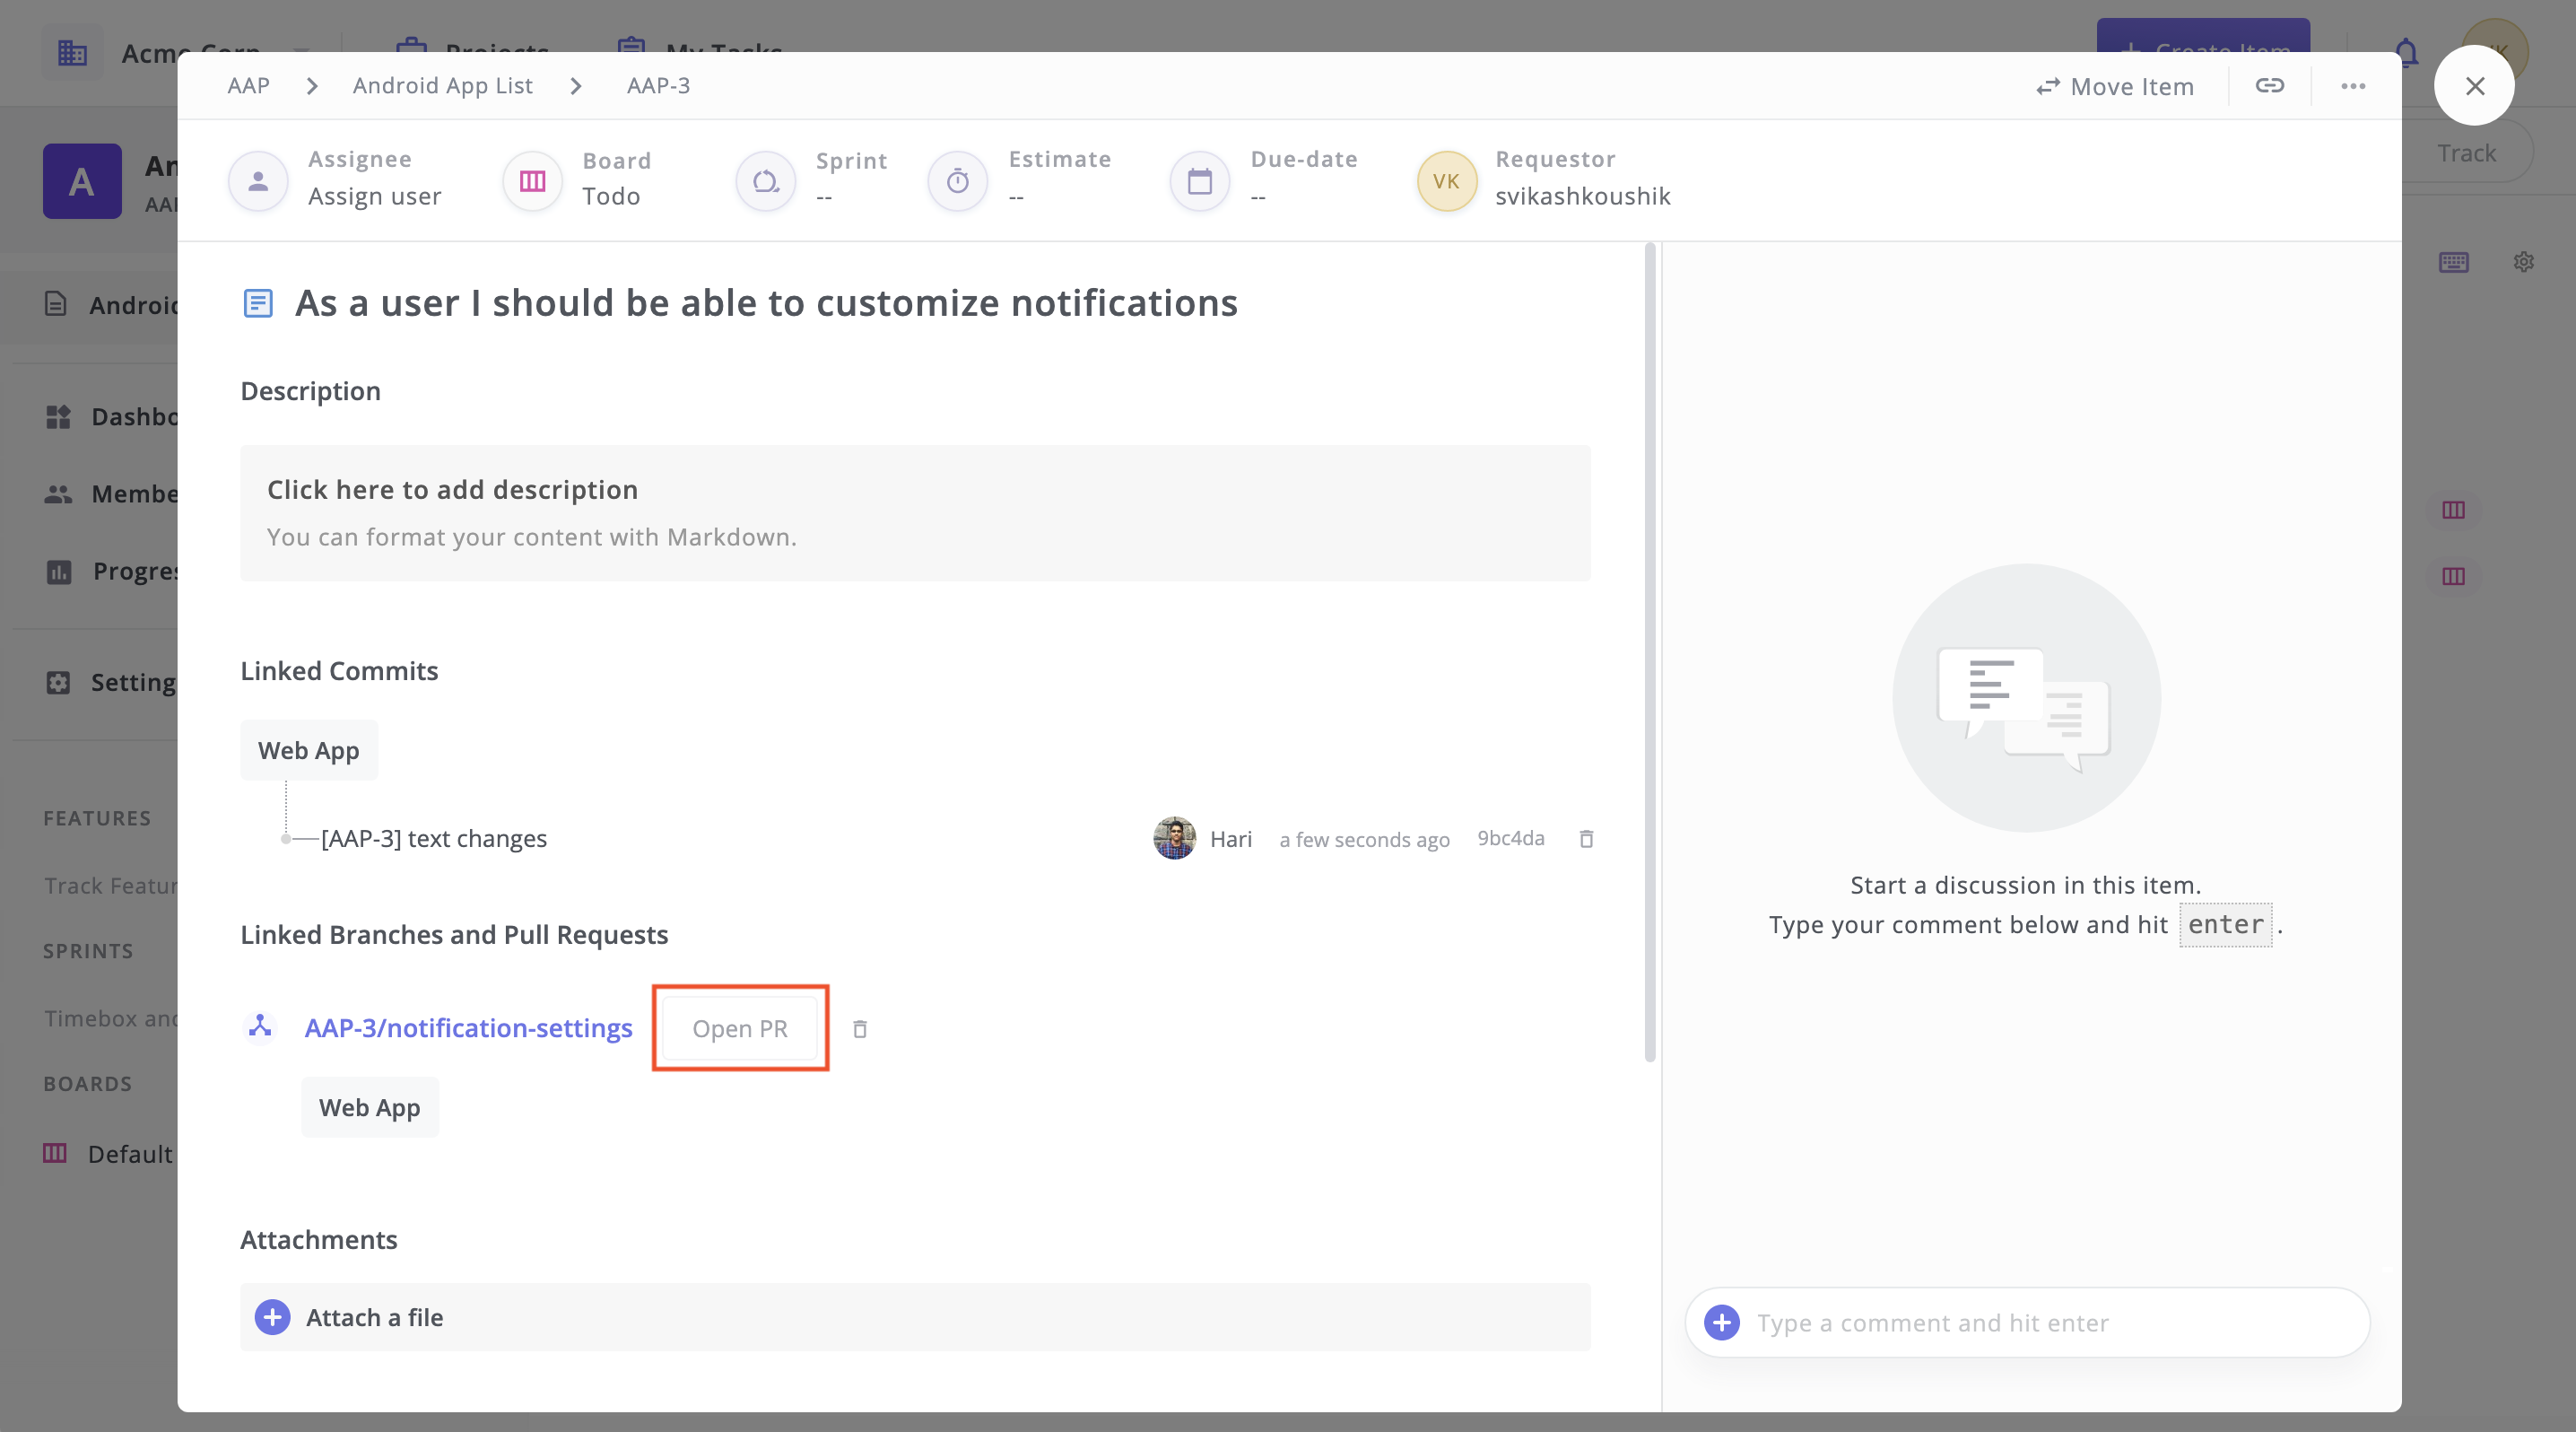 Acme Corp
Projects
My Tasks
Create Item
AAP
Android App List
AAP-3
Move Item
A
An
AAI
Track
Assignee
Assign user
Board
Todo
Sprint
--
Estimate
--
Due-date
--
VK
Requestor
svikashkoushik
As a user I should be able to customize notifications
Android
Description
Dashbo
Click here to add description
Membe
You can format your content with Markdown.
Progres
Linked Commits
Setting
Web App
FEATURES
[AAP-3] text changes
Hari
a few seconds ago
9bc4da
Track Featur
Start a discussion in this item.
Type your comment below and hit enter .
SPRINTS
Linked Branches and Pull Requests
Timebox and
AAP-3/notification-settings
Open PR
BOARDS
Web App
Default
Attachments
Attach a file
Type a comment and hit enter